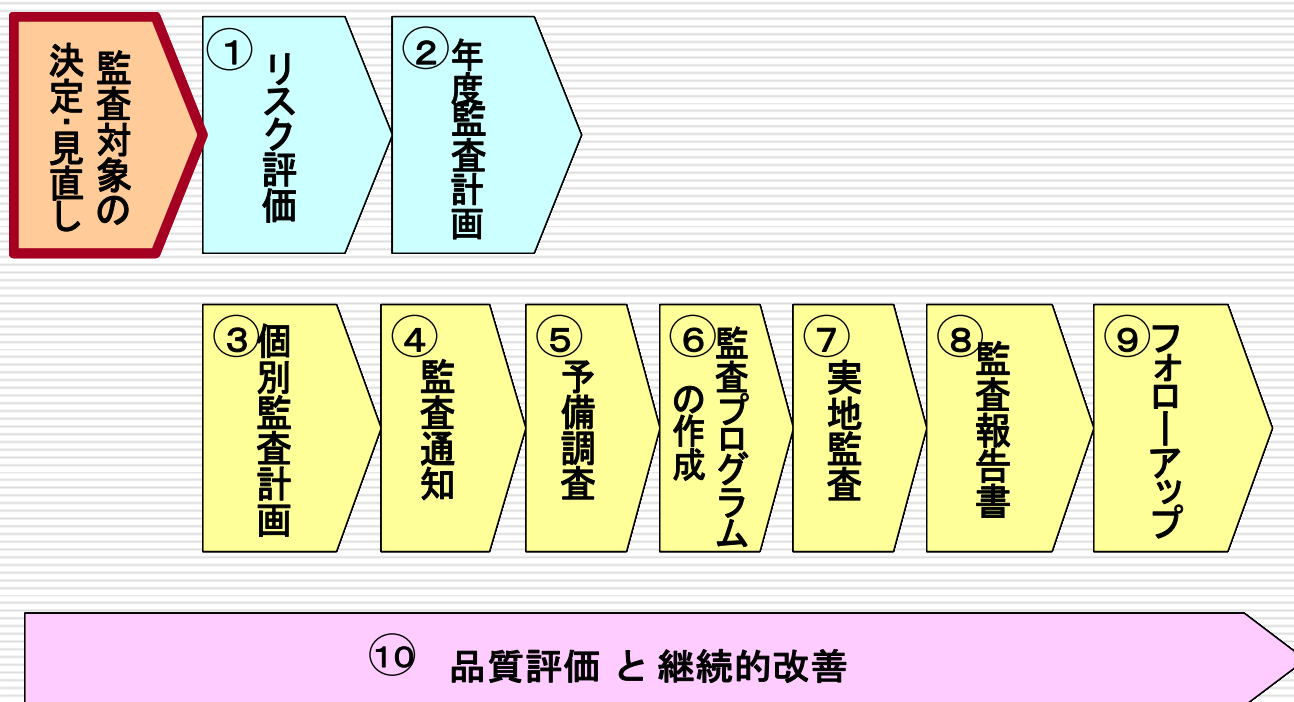 監査対象の
決定・見直し
①
リスク評価
②
年度監査計画
③
個別監査計画
④
監査通知
⑤
予備調査
⑥
監査プログラム
の作成
⑦
実地監査
⑧
監査報告書
⑨
フォローアップ
⑩ 品質評価 と 継続的改善